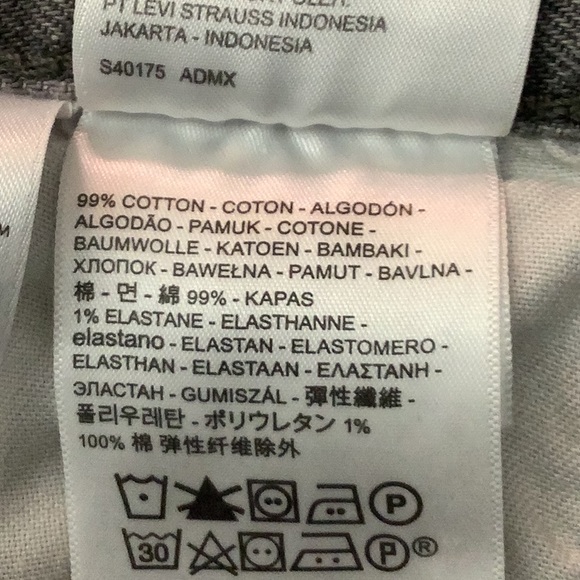 PT LEVI STRAUSS INDONESIA
JAKARTA - INDONESIA
S40175 ADMX
99% COTTON - COTON - ALGODÓN -
ALGODÃO - PAMUK - COTONE -
BAUMWOLLE - KATOEN - BAMBAKI -
ХЛОПОК - BAWEŁNA - PAMUT - BAVLNA -
棉 - 면 - 綿 99% - KAPAS
1% ELASTANE - ELASTHANNE -
elastano - ELASTAN - ELASTOMERO -
ELASTHAN - ELASTAAN - ΕΛΑΣΤΑΝΗ -
ЭЛАСТАН - GUMISZÁL - 彈性纖維 -
폴리우레탄 - ポリウレタン 1%
100% 棉 弹性纤维除外
P
30 P ®